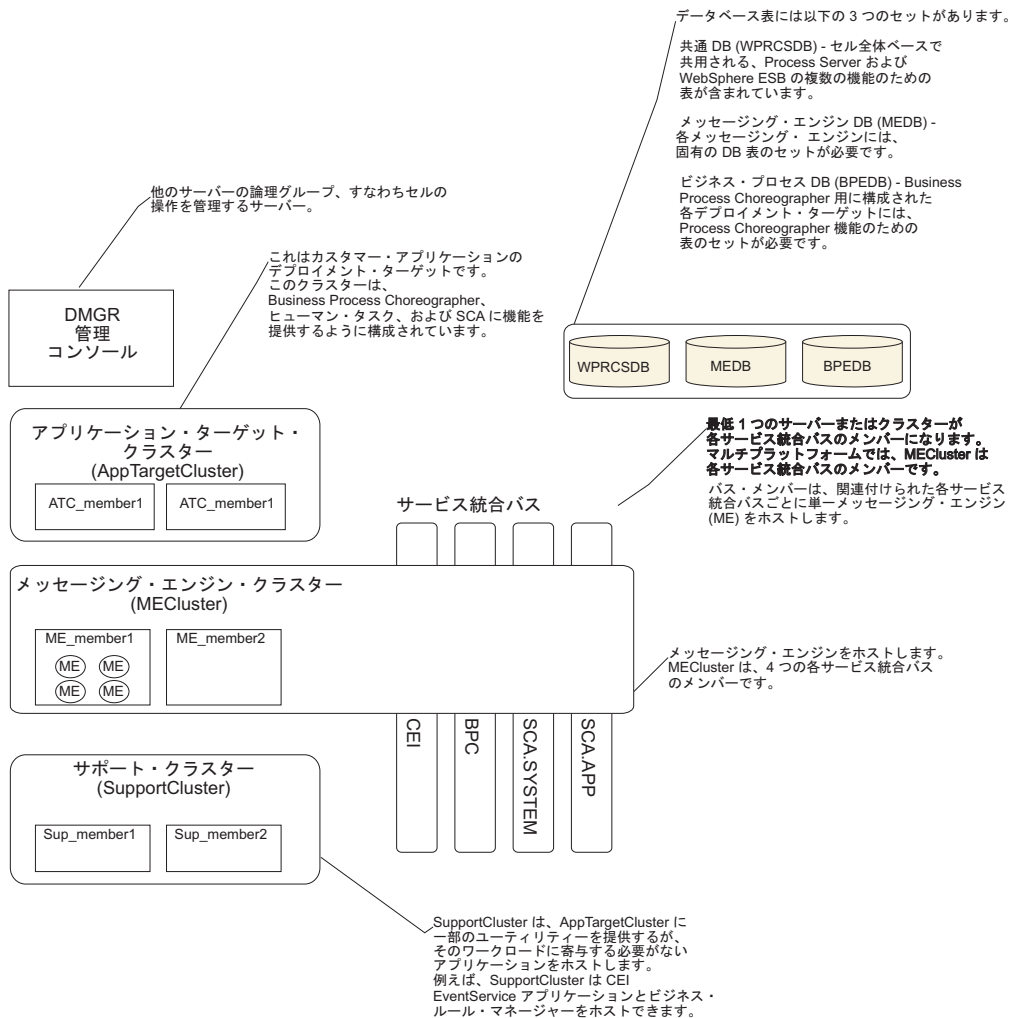 データベース表には以下の 3 つのセットがあります。
共通 DB (WPRCSDB) - セル全体ベースで
共用される、Process Server および
WebSphere ESB の複数の機能のための
表が含まれています。
メッセージング・エンジン DB (MEDB) -
各メッセージング・ エンジンには、
固有の DB 表のセットが必要です。
ビジネス・プロセス DB (BPEDB) - Business
Process Choreographer 用に構成された
各デプロイメント・ターゲットには、
Process Choreographer 機能のための
表のセットが必要です。
他のサーバーの論理グループ、すなわちセルの
操作を管理するサーバー。
これはカスタマー・アプリケーションの
デプロイメント・ターゲットです。
このクラスターは、
Business Process Choreographer、
ヒューマン・タスク、および SCA に機能を
提供するように構成されています。
DMGR
管理
コンソール
WPRCSDB
MEDB
BPEDB
アプリケーション・ターゲット・
クラスター
(AppTargetCluster)
ATC_member1
ATC_member1
最低 1 つのサーバーまたはクラスターが
各サービス統合バスのメンバーになります。
マルチプラットフォームでは、MECluster は
各サービス統合バスのメンバーです。
バス・メンバーは、関連付けられた各サービス
統合バスごとに単一メッセージング・エンジン
(ME) をホストします。
サービス統合バス
メッセージング・エンジン・クラスター
(MECluster)
ME_member1
ME_member2
ME
ME
ME
ME
メッセージング・エンジンをホストします。
MECluster は、4 つの各サービス統合バス
のメンバーです。
CEI
BPC
SCA.SYSTEM
SCA.APP
サポート・クラスター
(SupportCluster)
Sup_member1
Sup_member2
SupportCluster は、AppTargetCluster に
一部のユーティリティーを提供するが、
そのワークロードに寄与する必要がない
アプリケーションをホストします。
例えば、SupportCluster は CEI
EventService アプリケーションとビジネス・
ルール・マネージャーをホストできます。